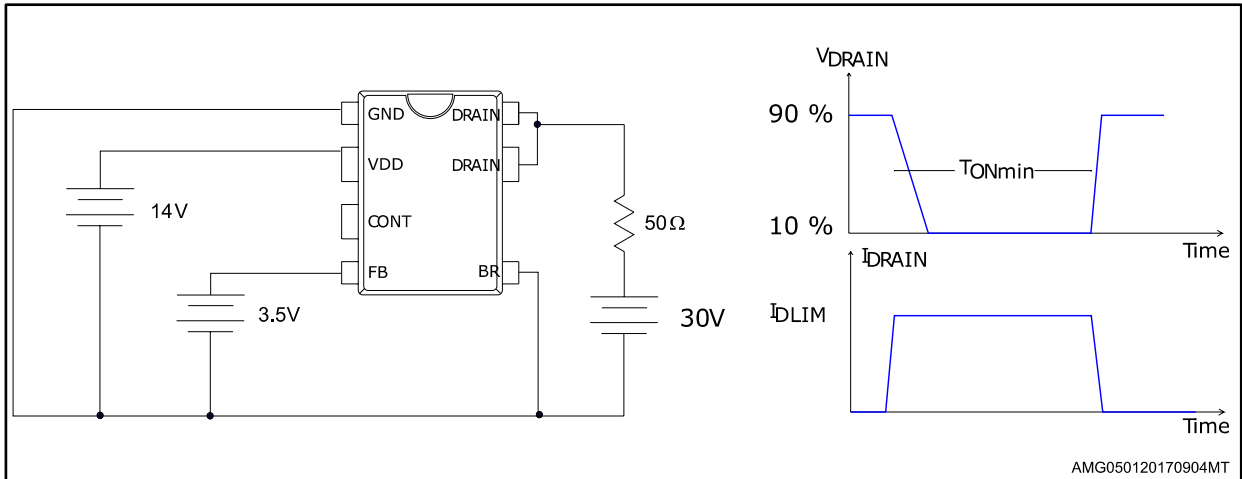 GND
DRAIN
VDD
DRAIN
CONT
FB
BR
14V
3.5V
50Ω
30V
VDRAIN
90 %
TONmin
10 %
Time
IDRAIN
IDLIM
Time
AMG050120170904MT